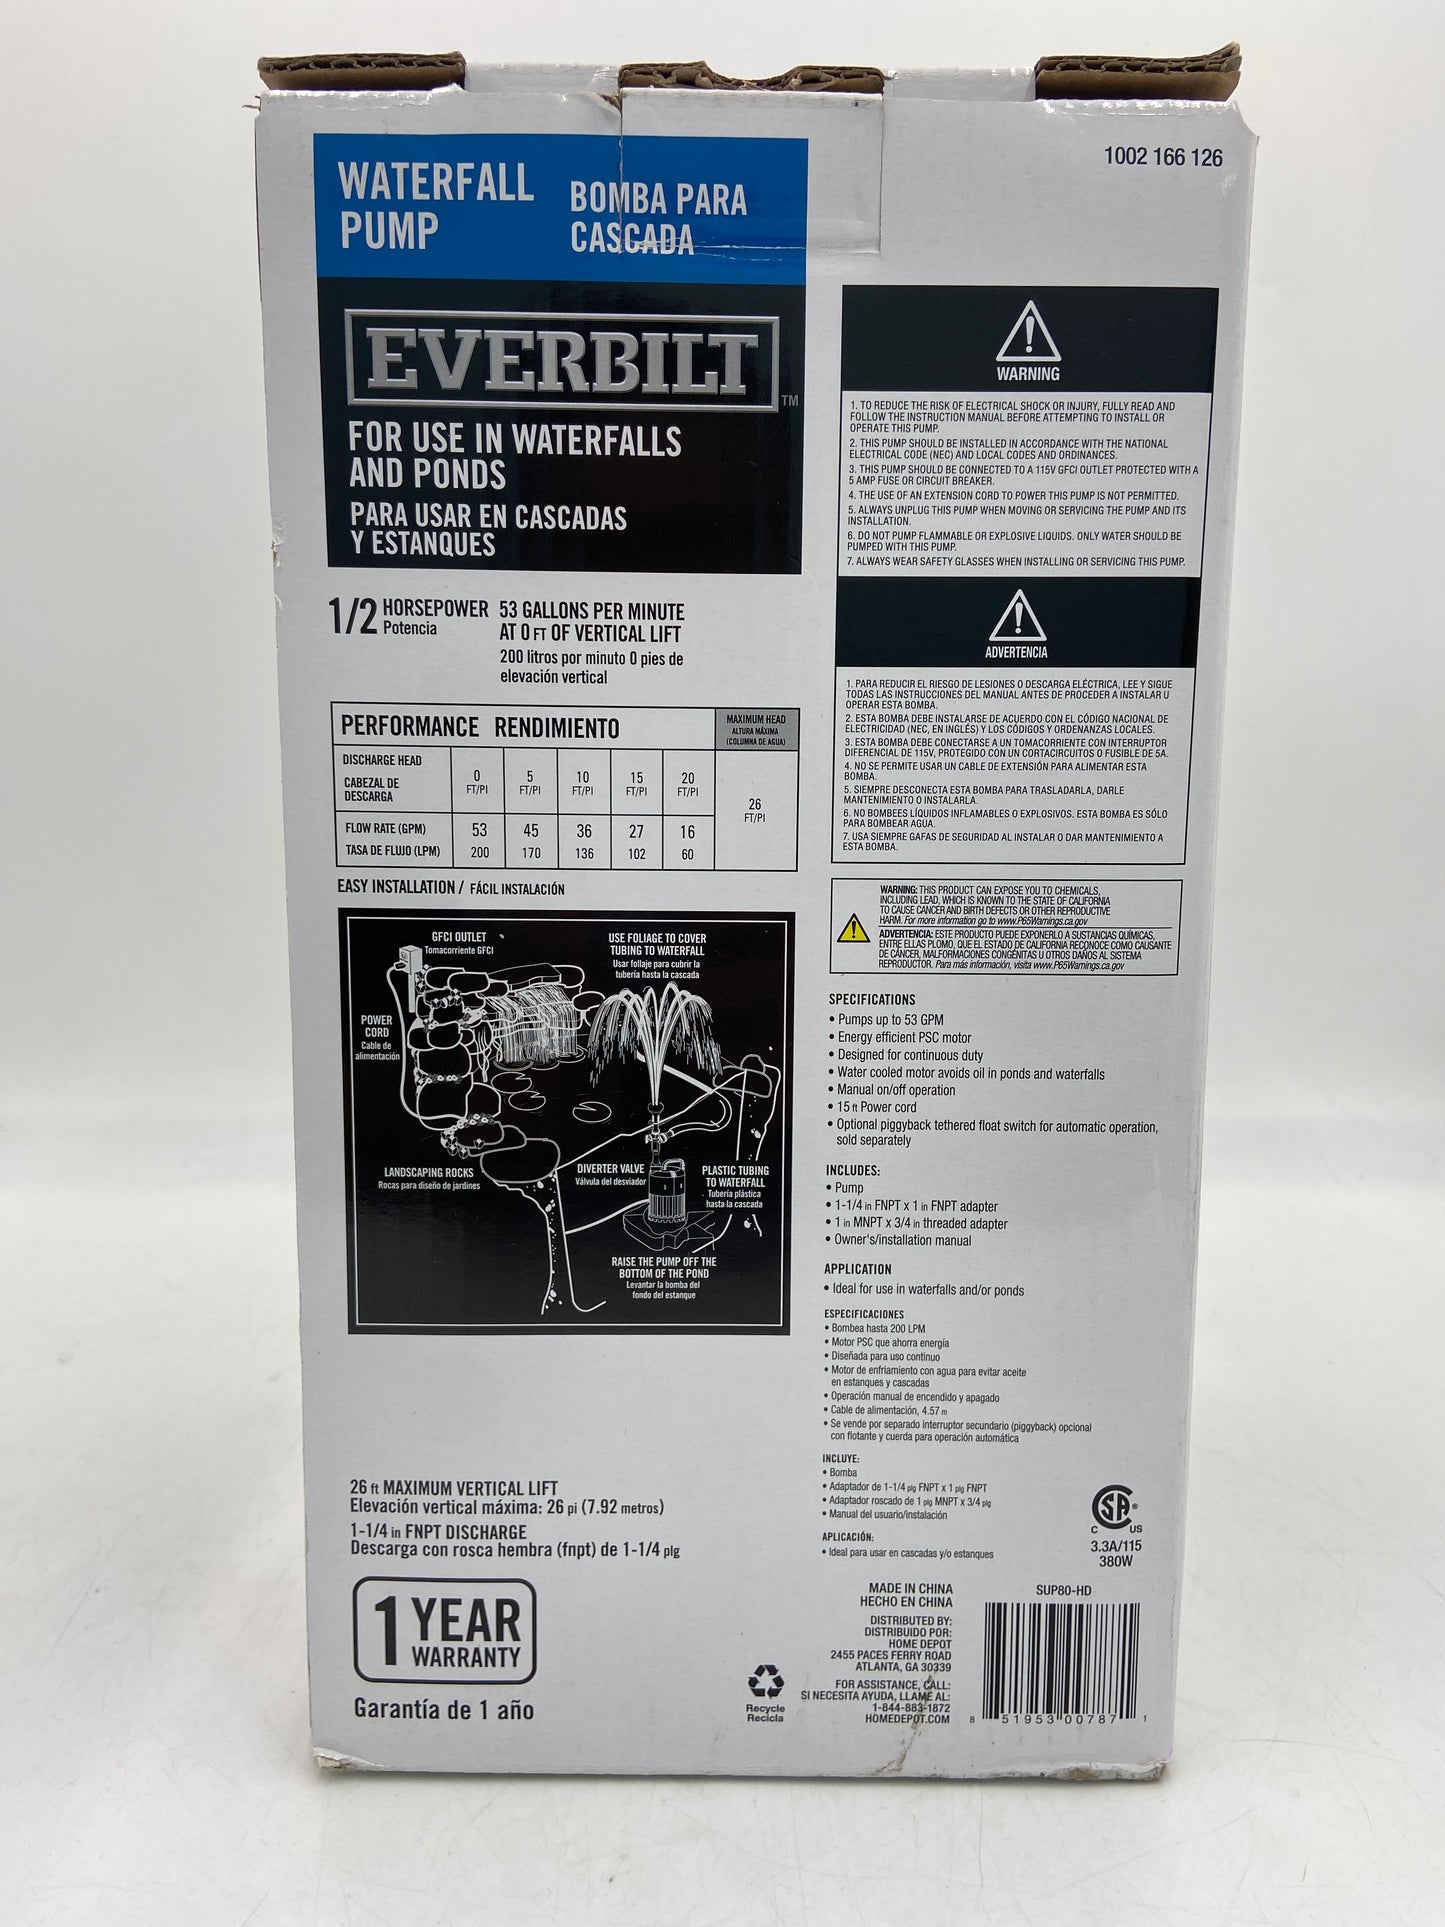 1002 166 126
WATERFALL
PUMP
BOMBA PARA
CASCADA
EVERBILT
TM
FOR USE IN WATERFALLS
AND PONDS
PARA USAR EN CASCADAS
Y ESTANQUES
1/2 HORSEPOWER
Potencia
53 GALLONS PER MINUTE
AT 0 FT OF VERTICAL LIFT
200 litros por minuto 0 pies de
elevación vertical
PERFORMANCE RENDIMIENTO
MAXIMUM HEAD
ALTURA MÁXIMA
(COLUMNA DE AGUA)
DISCHARGE HEAD
CABEZAL DE
DESCARGA
0 5 10 15 20
FT/PI FT/PI FT/PI FT/PI FT/PI
26
FT/PI
FLOW RATE (GPM) 53 45 36 27 16
TASA DE FLUJO (LPM) 200 170 136 102 60
EASY INSTALLATION / FÁCIL INSTALACIÓN
GFCI OUTLET
Tomacorriente GFCI
USE FOLIAGE TO COVER
TUBING TO WATERFALL
Usar follaje para cubrir la
tubería hasta la cascada
POWER
CORD
Cable de
alimentación
LANDSCAPING ROCKS
Rocas para diseño de jardines
DIVERTER VALVE
Válvula del desviador
PLASTIC TUBING
TO WATERFALL
Tubería plástica
hasta la cascada
RAISE THE PUMP OFF THE
BOTTOM OF THE POND
Levantar la bomba del
fondo del estanque
26 ft MAXIMUM VERTICAL LIFT
Elevación vertical máxima: 26 pi (7.92 metros)
1-1/4 in FNPT DISCHARGE
Descarga con rosca hembra (fnpt) de 1-1/4 plg
1 YEAR
WARRANTY
Garantía de 1 año
WARNING
1. TO REDUCE THE RISK OF ELECTRICAL SHOCK OR INJURY, FULLY READ AND
FOLLOW THE INSTRUCTION MANUAL BEFORE ATTEMPTING TO INSTALL OR
OPERATE THIS PUMP.
2. THIS PUMP SHOULD BE INSTALLED IN ACCORDANCE WITH THE NATIONAL
ELECTRICAL CODE (NEC) AND LOCAL CODES AND ORDINANCES.
3. THIS PUMP SHOULD BE CONNECTED TO A 115V GFCI OUTLET PROTECTED WITH A
5 AMP FUSE OR CIRCUIT BREAKER.
4. THE USE OF AN EXTENSION CORD TO POWER THIS PUMP IS NOT PERMITTED.
5. ALWAYS UNPLUG THIS PUMP WHEN MOVING OR SERVICING THE PUMP AND ITS
INSTALLATION.
6. DO NOT PUMP FLAMMABLE OR EXPLOSIVE LIQUIDS. ONLY WATER SHOULD BE
PUMPED WITH THIS PUMP.
7. ALWAYS WEAR SAFETY GLASSES WHEN INSTALLING OR SERVICING THIS PUMP.
ADVERTENCIA
1. PARA REDUCIR EL RIESGO DE LESIONES O DESCARGA ELÉCTRICA, LEE Y SIGUE
TODAS LAS INSTRUCCIONES DEL MANUAL ANTES DE PROCEDER A INSTALAR U
OPERAR ESTA BOMBA.
2. ESTA BOMBA DEBE INSTALARSE DE ACUERDO CON EL CÓDIGO NACIONAL DE
ELECTRICIDAD (NEC, EN INGLÉS) Y LOS CÓDIGOS Y ORDENANZAS LOCALES.
3. ESTA BOMBA DEBE CONECTARSE A UN TOMACORRIENTE CON INTERRUPTOR
DIFERENCIAL DE 115V, PROTEGIDO CON UN CORTACIRCUITOS O FUSIBLE DE 5A.
4. NO SE PERMITE USAR UN CABLE DE EXTENSIÓN PARA ALIMENTAR ESTA
BOMBA.
5. SIEMPRE DESCONECTA ESTA BOMBA PARA TRASLADARLA, DARLE
MANTENIMIENTO O INSTALARLA.
6. NO BOMBEES LÍQUIDOS INFLAMABLES O EXPLOSIVOS. ESTA BOMBA ES SÓLO
PARA BOMBEAR AGUA.
7. USA SIEMPRE GAFAS DE SEGURIDAD AL INSTALAR O DAR MANTENIMIENTO A
ESTA BOMBA.
WARNING: THIS PRODUCT CAN EXPOSE YOU TO CHEMICALS,
INCLUDING LEAD, WHICH IS KNOWN TO THE STATE OF CALIFORNIA
TO CAUSE CANCER AND BIRTH DEFECTS OR OTHER REPRODUCTIVE
HARM. For more information go to www.P65Warnings.ca.gov
ADVERTENCIA: ESTE PRODUCTO PUEDE EXPONERLO A SUSTANCIAS QUÍMICAS,
ENTRE ELLAS PLOMO, QUE EL ESTADO DE CALIFORNIA RECONOCE COMO CAUSANTE
DE CÁNCER, MALFORMACIONES CONGÉNITAS U OTROS DAÑOS AL SISTEMA
REPRODUCTOR. Para más información, visita www.P65Warnings.ca.gov
SPECIFICATIONS
• Pumps up to 53 GPM
• Energy efficient PSC motor
• Designed for continuous duty
• Water cooled motor avoids oil in ponds and waterfalls
• Manual on/off operation
• 15 ft Power cord
• Optional piggyback tethered float switch for automatic operation,
sold separately
INCLUDES:
• Pump
• 1-1/4 in FNPT x 1 in FNPT adapter
• 1 in MNPT x 3/4 in threaded adapter
• Owner's/installation manual
APPLICATION
• Ideal for use in waterfalls and/or ponds
ESPECIFICACIONES
• Bombea hasta 200 LPM
• Motor PSC que ahorra energía
• Diseñada para uso continuo
• Motor de enfriamiento con agua para evitar aceite
en estanques y cascadas
• Operación manual de encendido y apagado
• Cable de alimentación, 4.57 m
• Se vende por separado interruptor secundario (piggyback) opcional
con flotante y cuerda para operación automática
INCLUYE:
• Bomba
• Adaptador de 1-1/4 plg FNPT x 1 plg FNPT
• Adaptador roscado de 1 plg MNPT x 3/4 plg
• Manual del usuario/instalación
APLICACIÓN:
• Ideal para usar en cascadas y/o estanques
SA ®
C US
3.3A/115
380W
MADE IN CHINA
HECHO EN CHINA
DISTRIBUTED BY:
DISTRIBUIDO POR:
HOME DEPOT
2455 PACES FERRY ROAD
ATLANTA, GA 30339
FOR ASSISTANCE, CALL:
SI NECESITA AYUDA, LLAME AL:
1-844-883-1872
HOMEDEPOT.COM
Recycle
Recicla
SUP80-HD
8 51953 00787 1